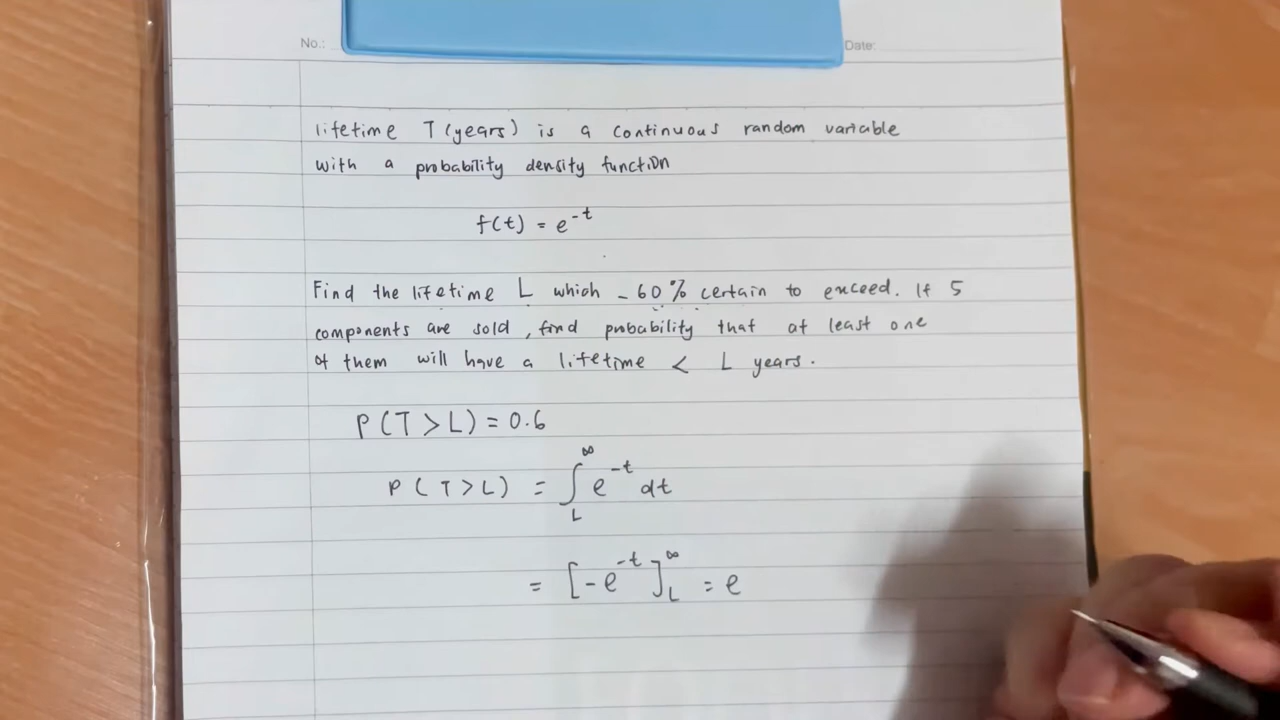 No.:
Date:
lifetime T (years) is a continuous random variable
with a probability density function
f(t) = e^-t
Find the lifetime L which - 60% certain to exceed. If 5
components are sold, find probability that at least one
of them will have a lifetime < L years.
P(T > L) = 0.6
P(T > L) = ∫_L^∞ e^-t dt
= [-e^-t]_L^∞ = e